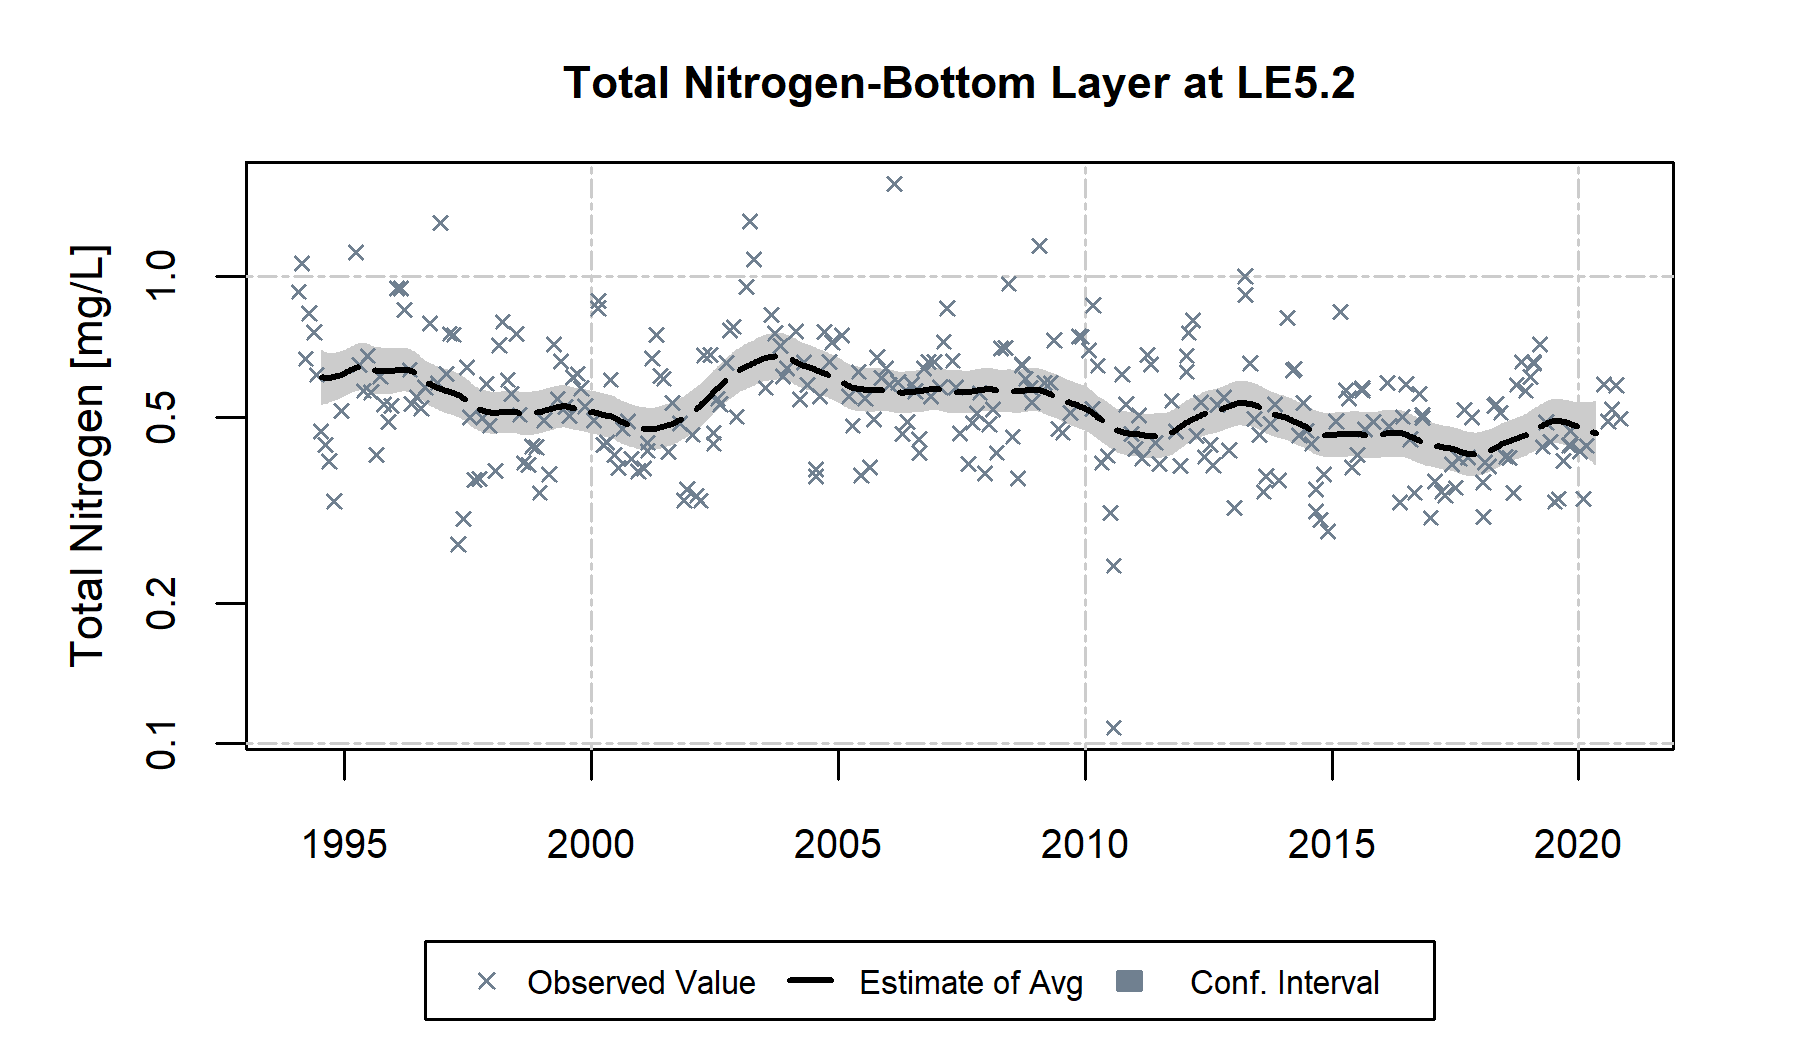 Total Nitrogen-Bottom Layer at LE5.2
Total Nitrogen [mg/L]
1.0
0.5
0.2
0.1
1995 2000 2005 2010 2015 2020
Observed Value Estimate of Avg Conf. Interval